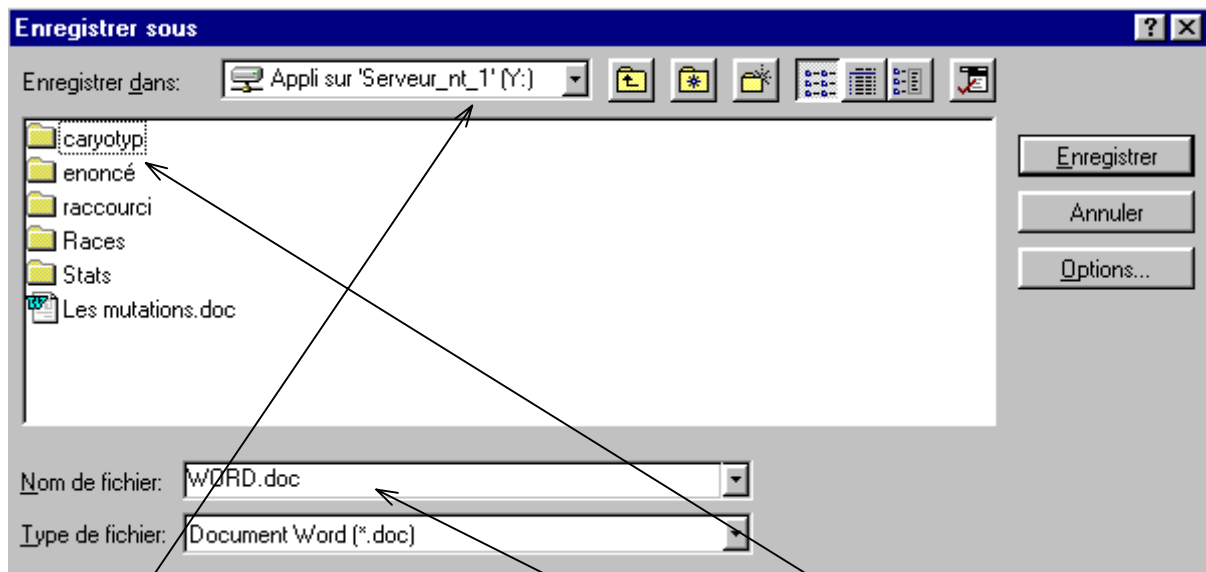 Enregistrer sous
Enregistrer dans: Appli sur 'Serveur_nt_1' (Y:)
caryotyp
enoncé
raccourci
Races
Stats
Les mutations.doc
Enregistrer
Annuler
Options...
Nom de fichier: WORD.doc
Type de fichier: Document Word (*.doc)